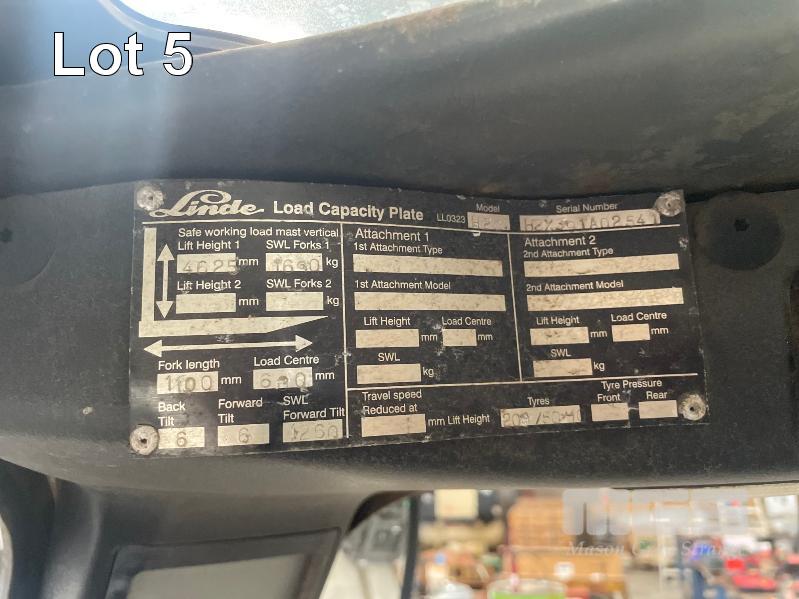 Lot 5
Linde Load Capacity Plate LL0323 Model Serial Number
Safe working load mast vertical
Lift Height 1 SWL Forks 1
4625 mm kg
Lift Height 2 SWL Forks 2
mm kg
Fork length Load Centre
1100 mm mm
Back Tilt Forward Tilt SWL Forward Tilt
6 6
Attachment 1
1st Attachment Type
1st Attachment Model
Lift Height Load Centre
mm mm
SWL
kg
Attachment 2
2nd Attachment Type
2nd Attachment Model
Lift Height Load Centre
mm mm
SWL
kg
Travel speed
Reduced at mm Lift Height
Tyres
Tyre Pressure
Front Rear